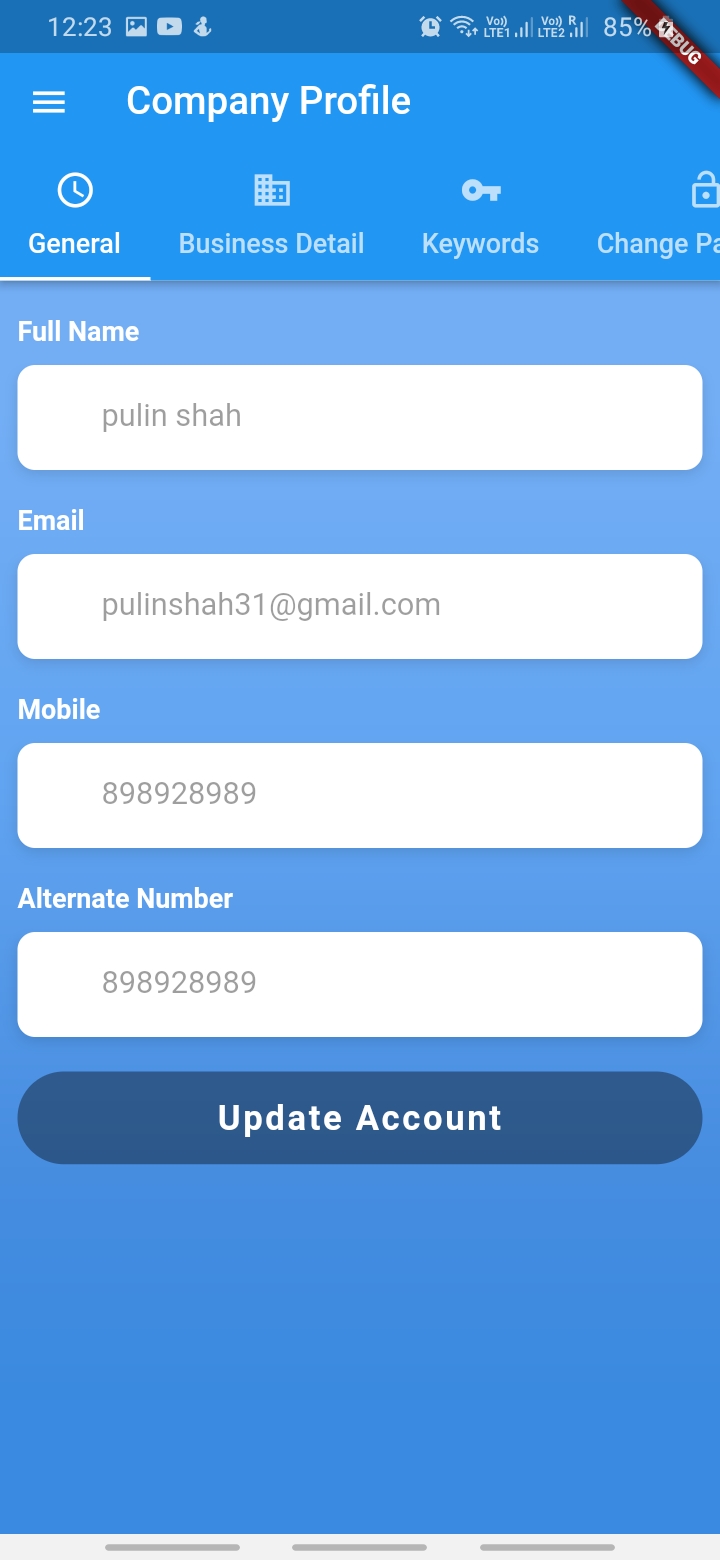 12:23
Vo)) LTE1 Vo)) R LTE2 85%
DEBUG
Company Profile
General Business Detail Keywords Change Pa
Full Name
pulin shah
Email
pulinshah31@gmail.com
Mobile
898928989
Alternate Number
898928989
Update Account